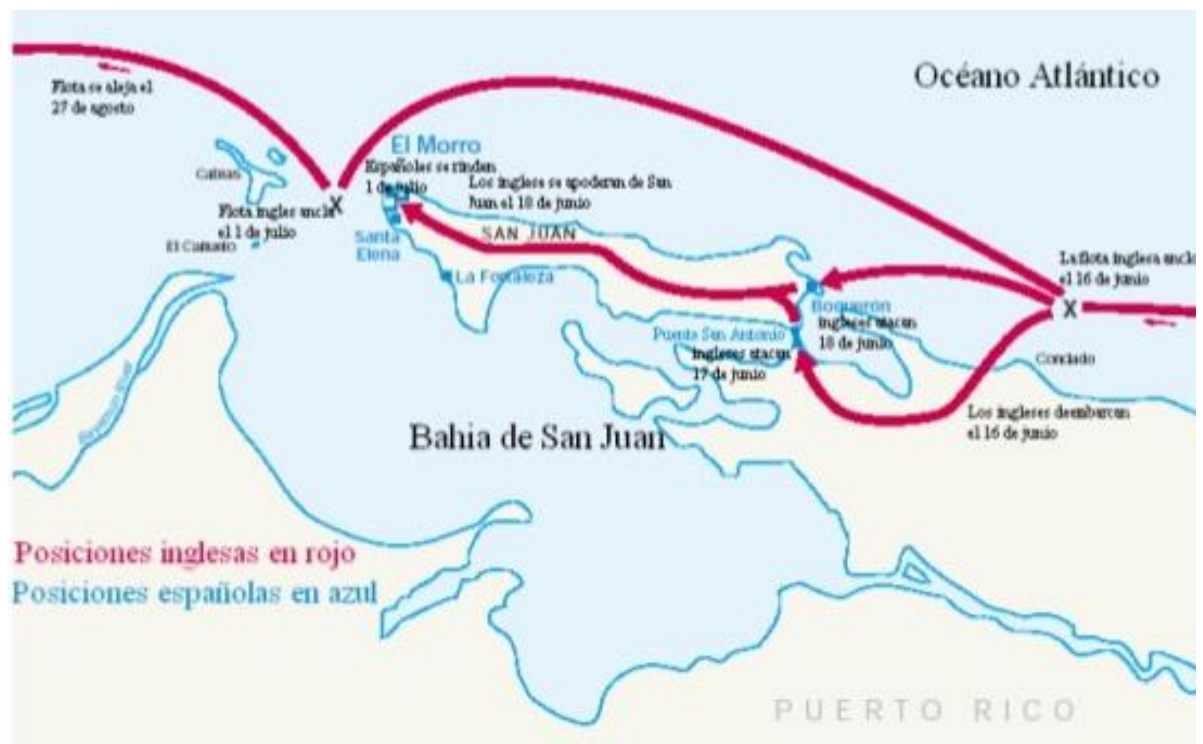 Océano Atlántico
Flota se aleja el
27 de agosto
El Morro
Españoles se rinden
1 de julio
Los inglese se apoderan de San
Juan el 18 de junio
Cabras
Flota ingles ancla
el 1 de julio
X
SAN JUAN
Santa
Elena
El Cañuelo
La Fortaleza
La flota inglesa ancla
el 16 de junio
X
Boquerón
ingleses atacan
18 de junio
Puente San Antonio
ingleses atacan
17 de junio
Condado
Los ingleses desembarcan
el 16 de junio
Bahia de San Juan
Posiciones inglesas en rojo
Posiciones españolas en azul
PUERTO RICO